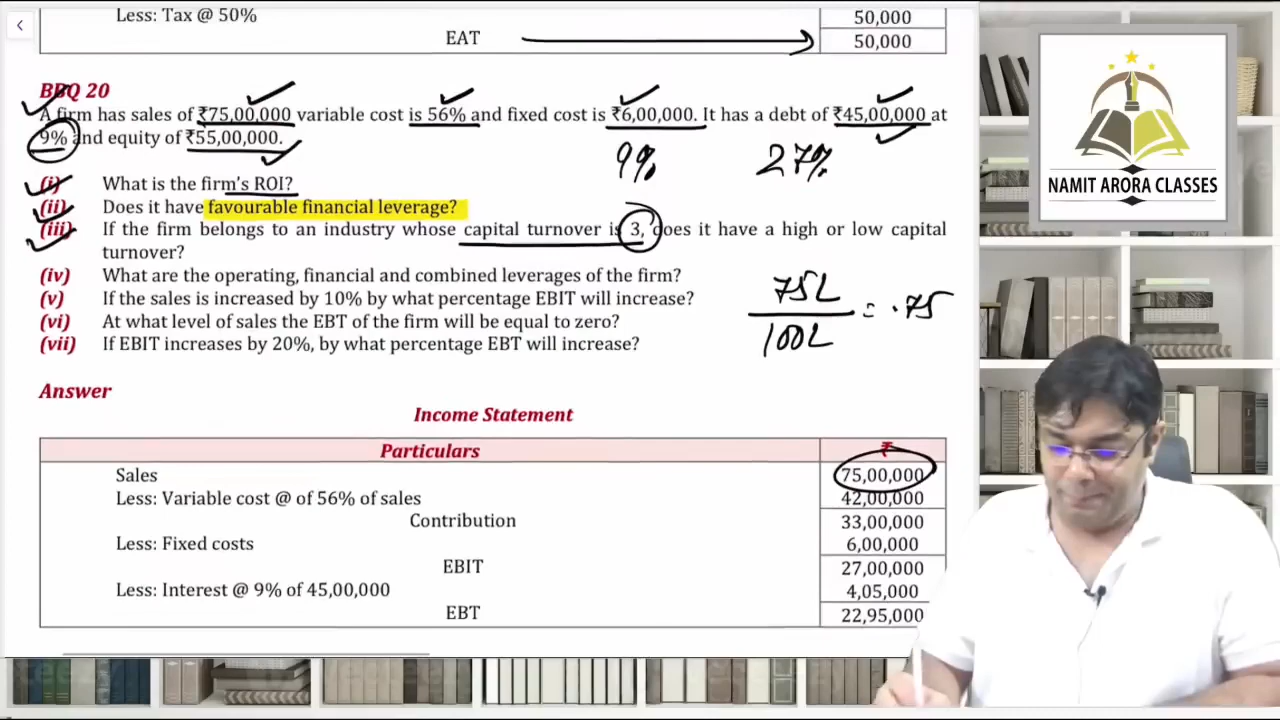 Less: Tax @ 50% 50,000
EAT 50,000
BBQ 20
A firm has sales of ₹75,00,000 variable cost is 56% and fixed cost is ₹6,00,000. It has a debt of ₹45,00,000 at
9% and equity of ₹55,00,000.
9% 27%
(i) What is the firm's ROI?
(ii) Does it have favourable financial leverage?
(iii) If the firm belongs to an industry whose capital turnover is 3, does it have a high or low capital
turnover?
(iv) What are the operating, financial and combined leverages of the firm?
(v) If the sales is increased by 10% by what percentage EBIT will increase?
(vi) At what level of sales the EBT of the firm will be equal to zero?
(vii) If EBIT increases by 20%, by what percentage EBT will increase?
75L
100L = .75
Answer
Income Statement
Particulars ₹
Sales 75,00,000
Less: Variable cost @ of 56% of sales 42,00,000
Contribution 33,00,000
Less: Fixed costs 6,00,000
EBIT 27,00,000
Less: Interest @ 9% of 45,00,000 4,05,000
EBT 22,95,000
NAMIT ARORA CLASSES